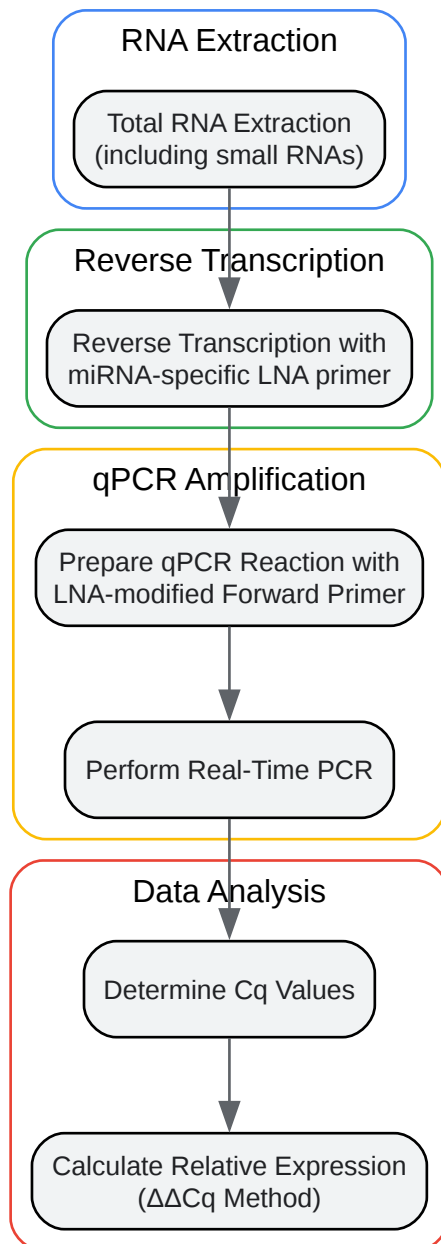 RNA Extraction
Total RNA Extraction
(including small RNAs)
Reverse Transcription
Reverse Transcription with
miRNA-specific LNA primer
qPCR Amplification
Prepare qPCR Reaction with
LNA-modified Forward Primer
Perform Real-Time PCR
Data Analysis
Determine Cq Values
Calculate Relative Expression
(ΔΔCq Method)